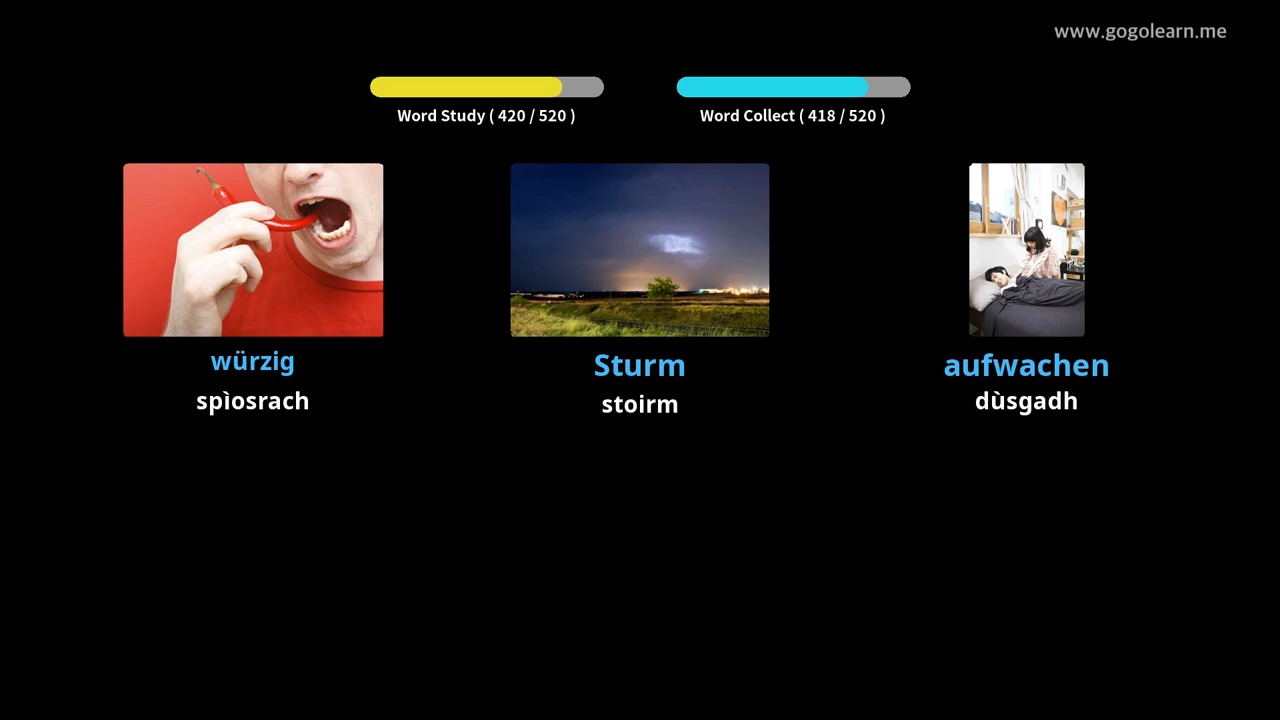 www.gogolearn.me
Word Study ( 420 / 520 )
Word Collect ( 418 / 520 )
würzig
spìosrach
Sturm
stoirm
aufwachen
dùsgadh